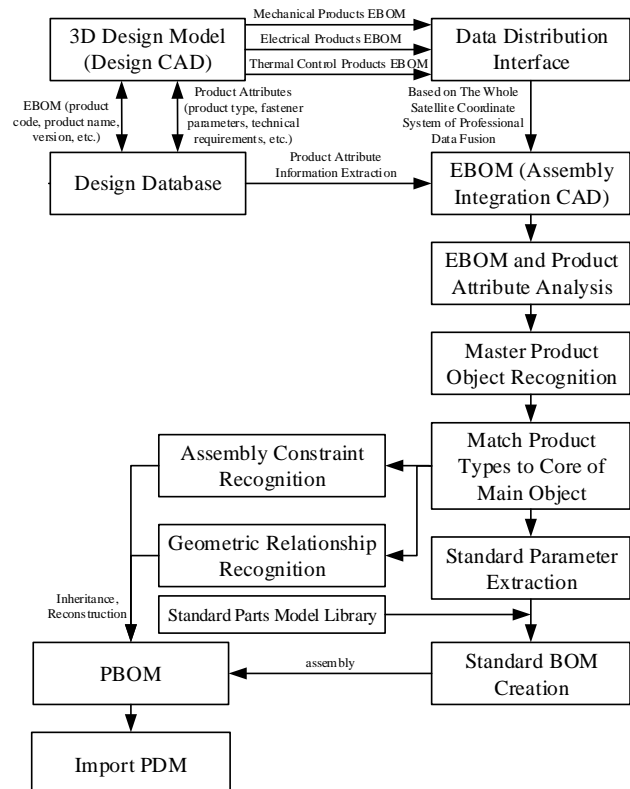 Mechanical Products EBOM
3D Design Model
(Design CAD)
Electrical Products EBOM
Thermal Control Products EBOM
Data Distribution
Interface
EBOM (product
code, product name,
version, etc.)
Product Attributes
(product type, fastener
parameters, technical
requirements, etc.)
Based on The Whole
Satellite Coordinate
System of Professional
Data Fusion
Design Database
Product Attribute
Information Extraction
EBOM (Assembly
Integration CAD)
EBOM and Product
Attribute Analysis
Master Product
Object Recognition
Assembly Constraint
Recognition
Match Product
Types to Core of
Main Object
Geometric Relationship
Recognition
Standard Parameter
Extraction
Inheritance,
Reconstruction
Standard Parts Model Library
PBOM
assembly
Standard BOM
Creation
Import PDM